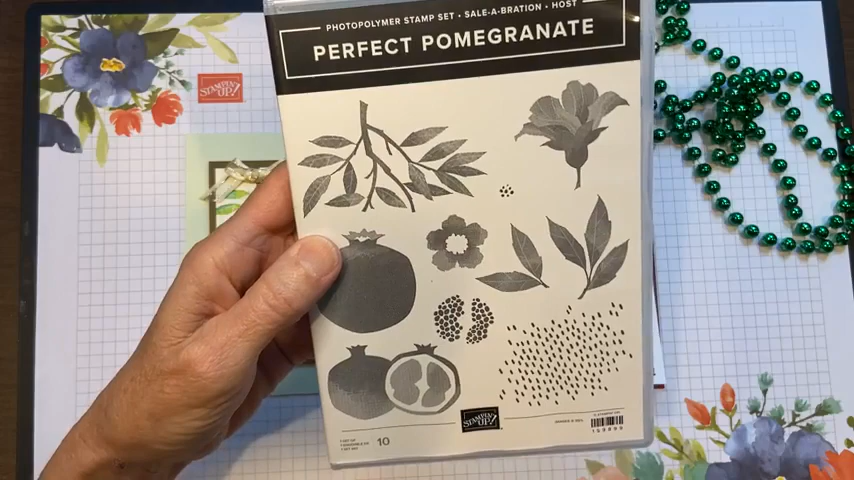 PHOTOPOLYMER STAMP SET • SALE-A-BRATION • HOST
PERFECT POMEGRANATE
STAMPIN' UP!
10
STAMPIN' UP!